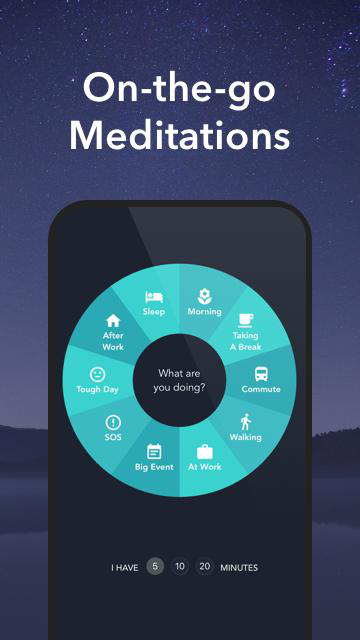 On-the-go
Meditations
Sleep
Morning
Taking
A Break
Commute
Walking
At Work
Big Event
SOS
Tough Day
After
Work
What are
you doing?
I HAVE 5 10 20 MINUTES